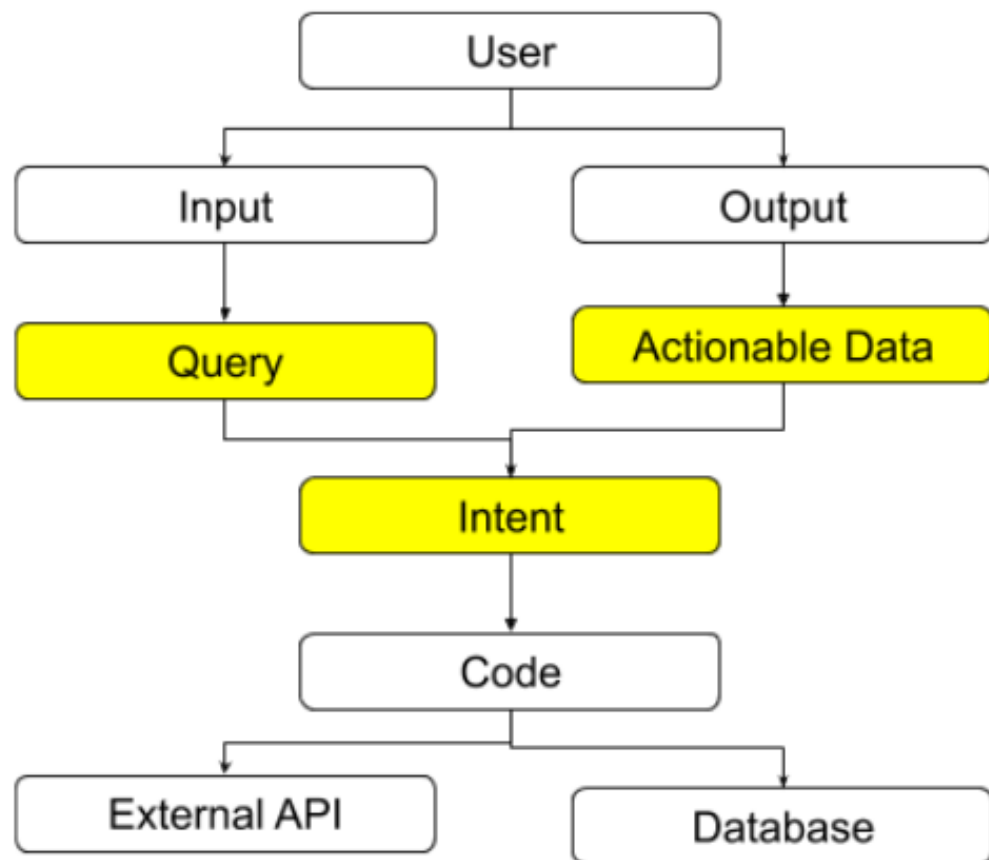 User
Input
Output
Query
Actionable Data
Intent
Code
External API
Database